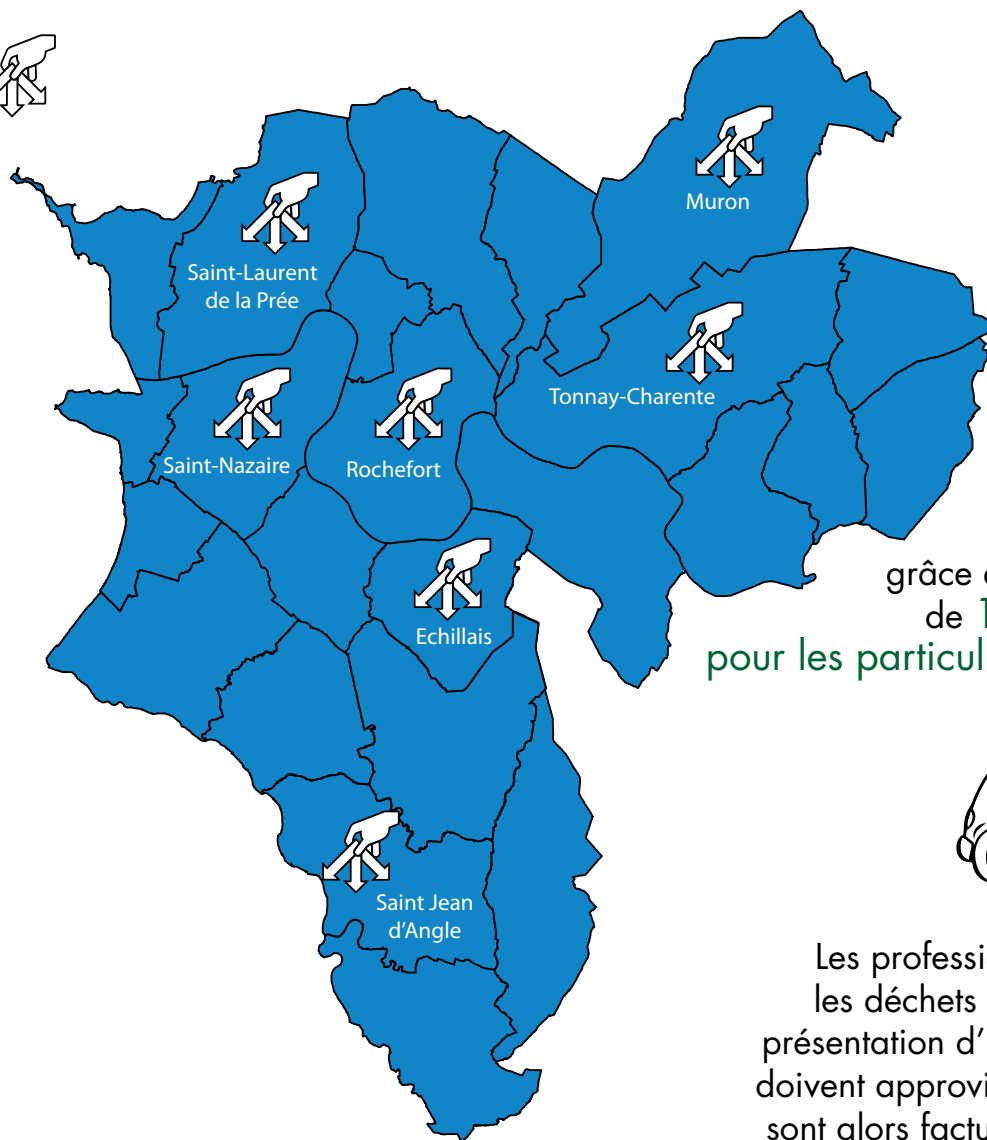 Muron
Saint-Laurent
de la Prée
Tonnay-Charente
Saint-Nazaire
Rochefort
Echillais
grâce
de 1
pour les particul
Saint Jean
d'Angle
Les professi
les déchets
présentation d'
doivent approvi
sont alors factu